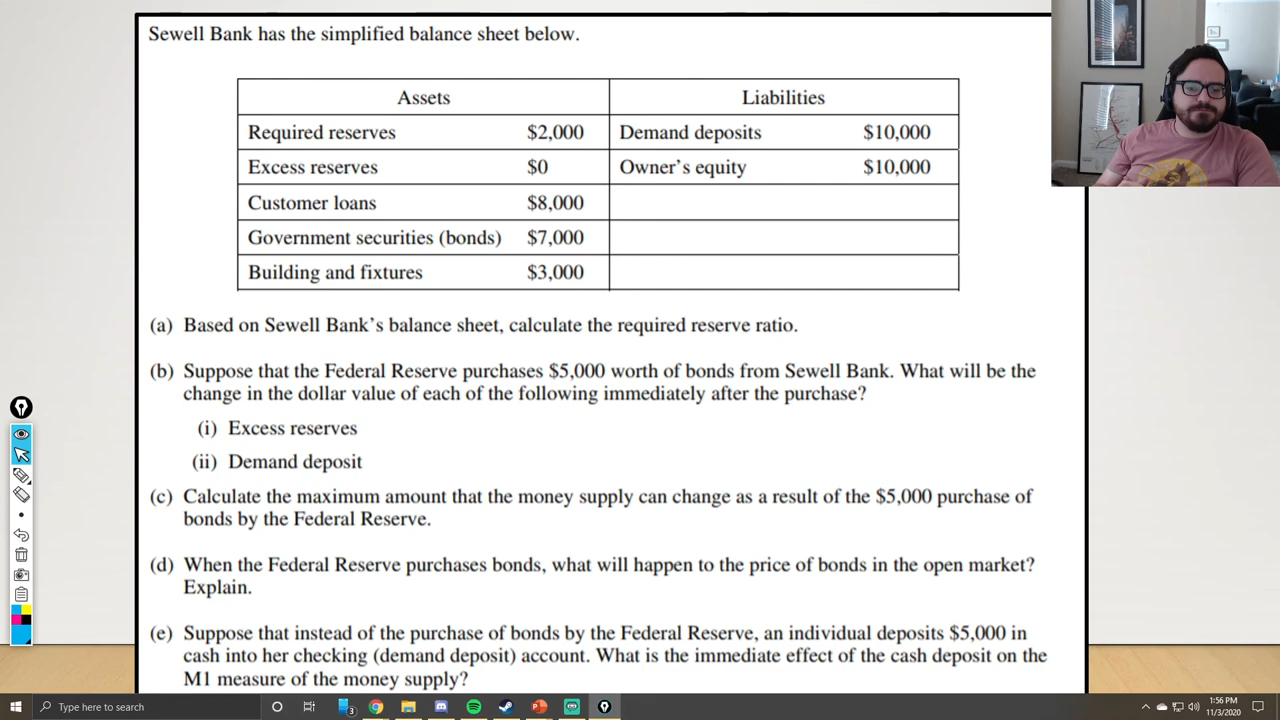 Sewell Bank has the simplified balance sheet below.
Assets Liabilities
Required reserves $2,000 Demand deposits $10,000
Excess reserves $0 Owner’s equity $10,000
Customer loans $8,000
Government securities (bonds) $7,000
Building and fixtures $3,000
(a) Based on Sewell Bank’s balance sheet, calculate the required reserve ratio.
(b) Suppose that the Federal Reserve purchases $5,000 worth of bonds from Sewell Bank. What will be the
change in the dollar value of each of the following immediately after the purchase?
(i) Excess reserves
(ii) Demand deposit
(c) Calculate the maximum amount that the money supply can change as a result of the $5,000 purchase of
bonds by the Federal Reserve.
(d) When the Federal Reserve purchases bonds, what will happen to the price of bonds in the open market?
Explain.
(e) Suppose that instead of the purchase of bonds by the Federal Reserve, an individual deposits $5,000 in
cash into her checking (demand deposit) account. What is the immediate effect of the cash deposit on the
M1 measure of the money supply?
Type here to search
3
1:56 PM
11/3/2020